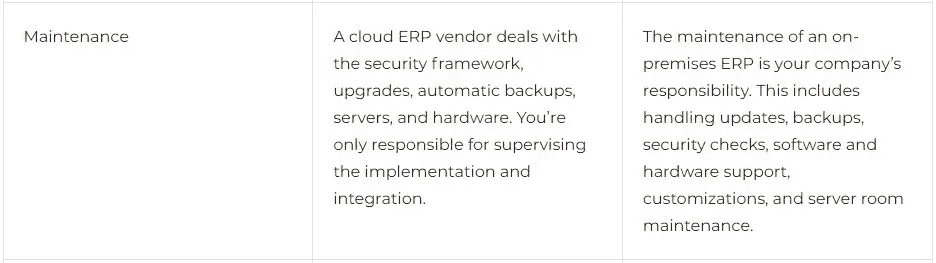 Maintenance
A cloud ERP vendor deals with
the security framework,
upgrades, automatic backups,
servers, and hardware. You’re
only responsible for supervising
the implementation and
integration.
The maintenance of an on-
premises ERP is your company’s
responsibility. This includes
handling updates, backups,
security checks, software and
hardware support,
customizations, and server room
maintenance.